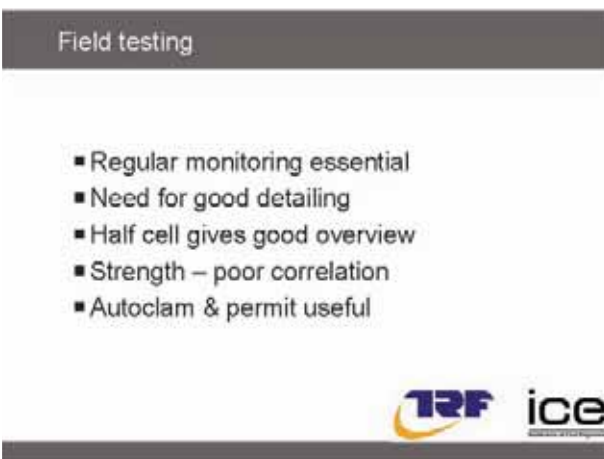 Field testing
▪ Regular monitoring essential
▪ Need for good detailing
▪ Half cell gives good overview
▪ Strength – poor correlation
▪ Autoclam & permit useful
TRF ice